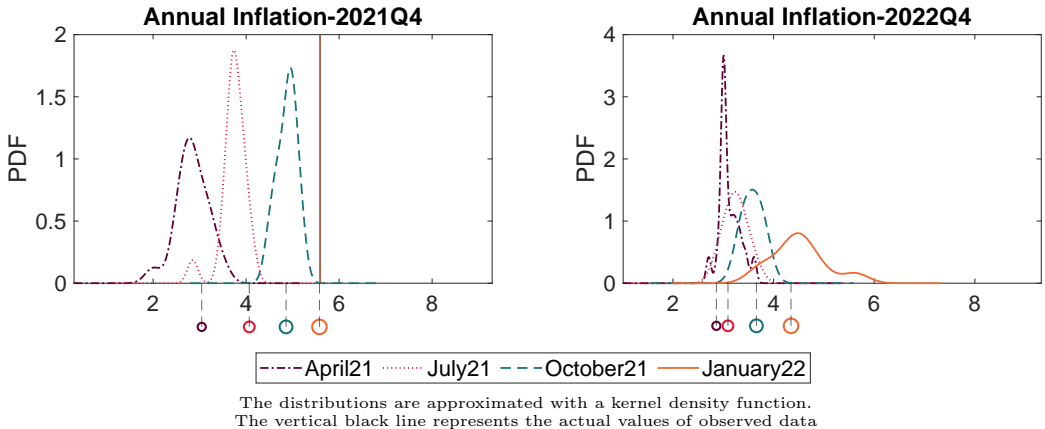 Annual Inflation-2021Q4
Annual Inflation-2022Q4
PDF
2
1.5
1
0.5
0
2
4
6
8
PDF
4
3
2
1
0
2
4
6
8
April21
July21
October21
January22
The distributions are approximated with a kernel density function.
The vertical black line represents the actual values of observed data